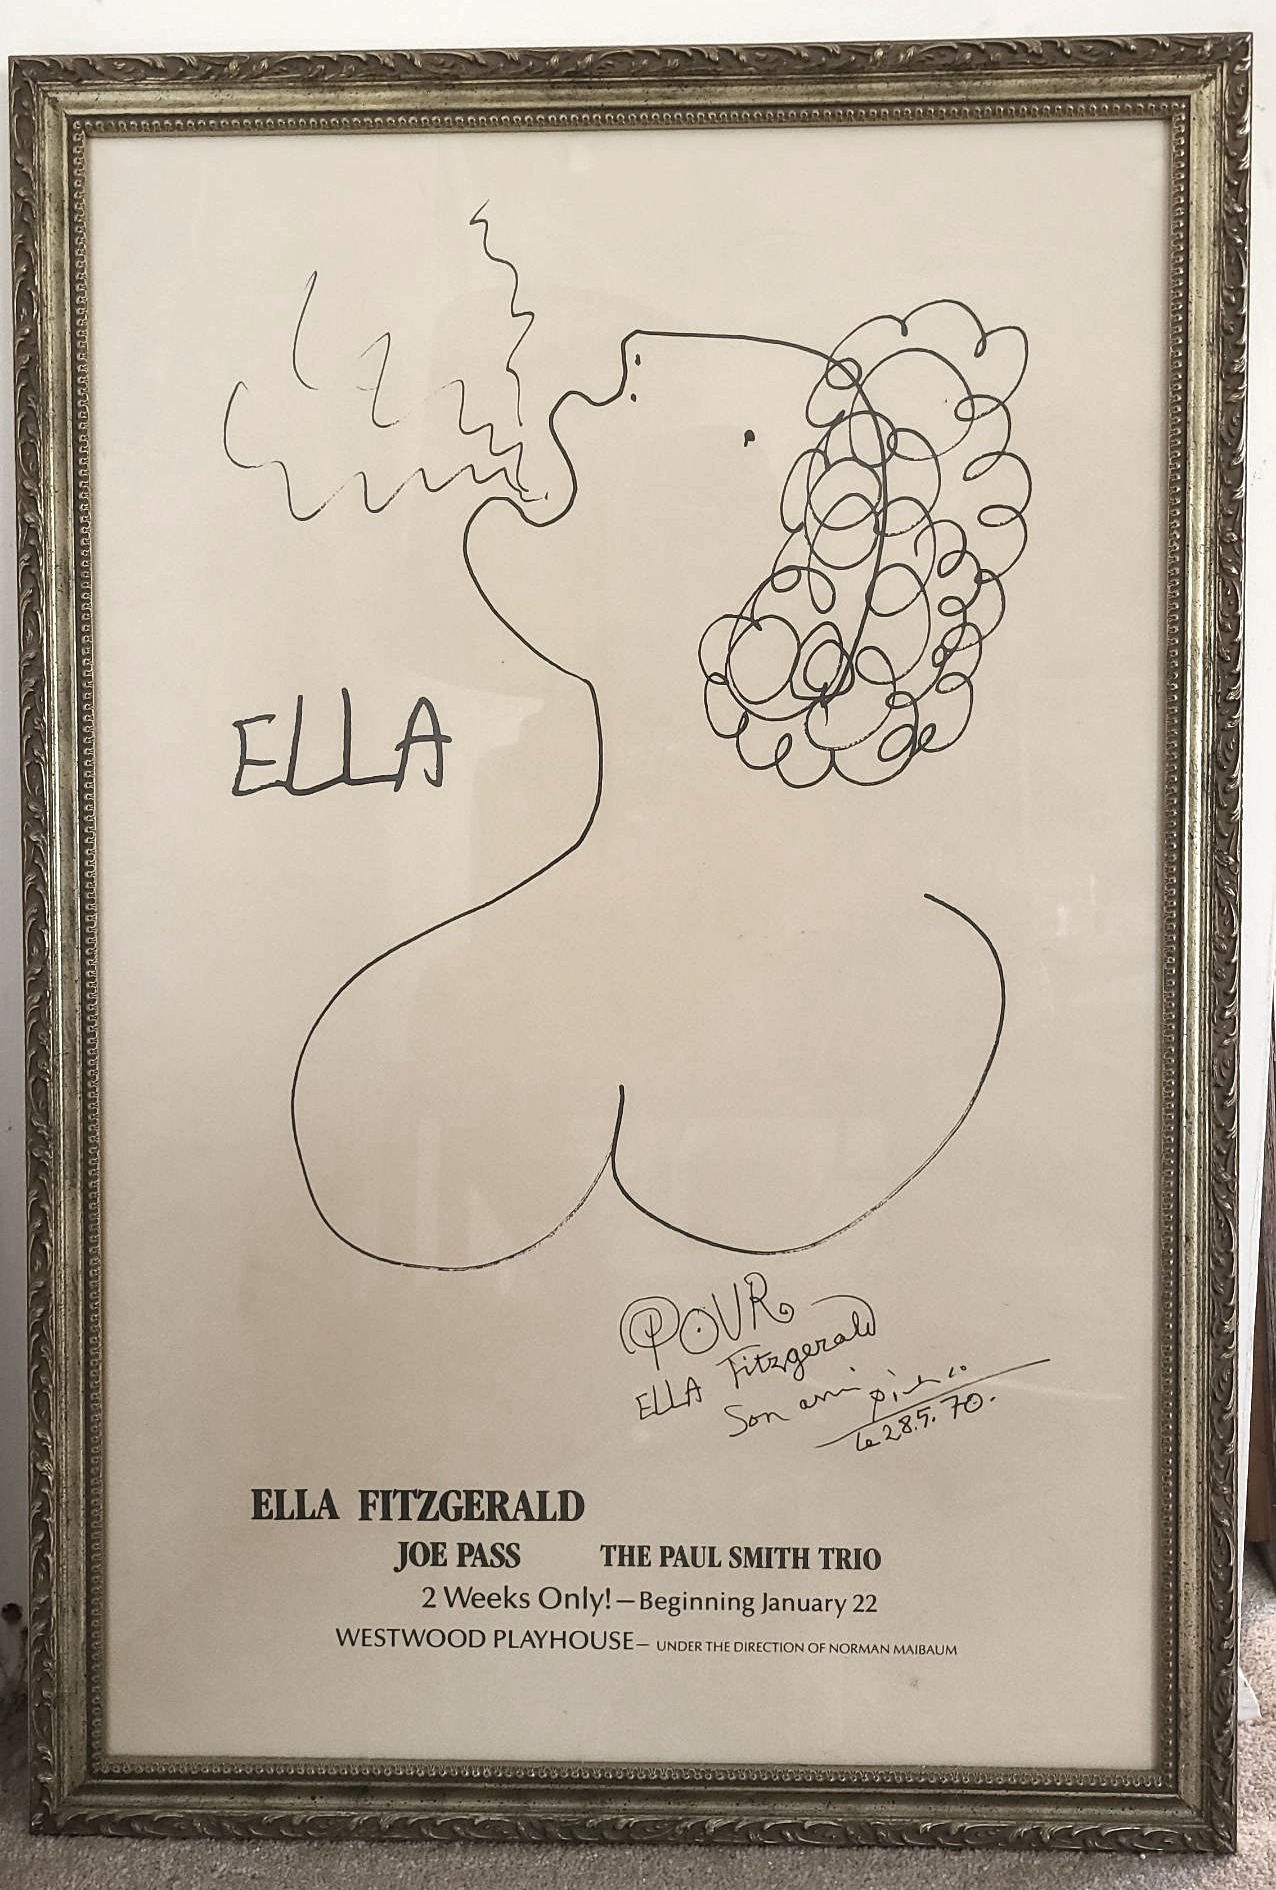 ELLA
POUR
ELLA Fitzgerald
Son ami Picasso
le 28.5.70.
ELLA FITZGERALD
JOE PASS THE PAUL SMITH TRIO
2 Weeks Only!—Beginning January 22
WESTWOOD PLAYHOUSE— UNDER THE DIRECTION OF NORMAN MAIBAUM